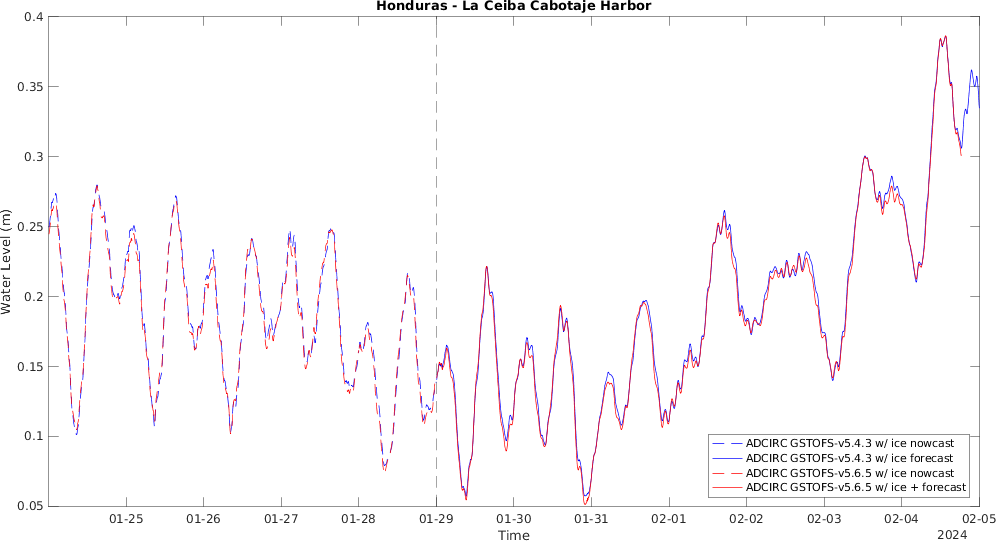 Honduras - La Ceiba Cabotaje Harbor
0.4
0.35
0.3
0.25
0.2
0.15
0.1
0.05
Water Level (m)
ADCIRC GSTOFS-v5.4.3 w/ ice nowcast
ADCIRC GSTOFS-v5.4.3 w/ ice forecast
ADCIRC GSTOFS-v5.6.5 w/ ice nowcast
ADCIRC GSTOFS-v5.6.5 w/ ice + forecast
01-25 01-26 01-27 01-28 01-29 01-30 01-31 02-01 02-02 02-03 02-04 02-05
Time
2024